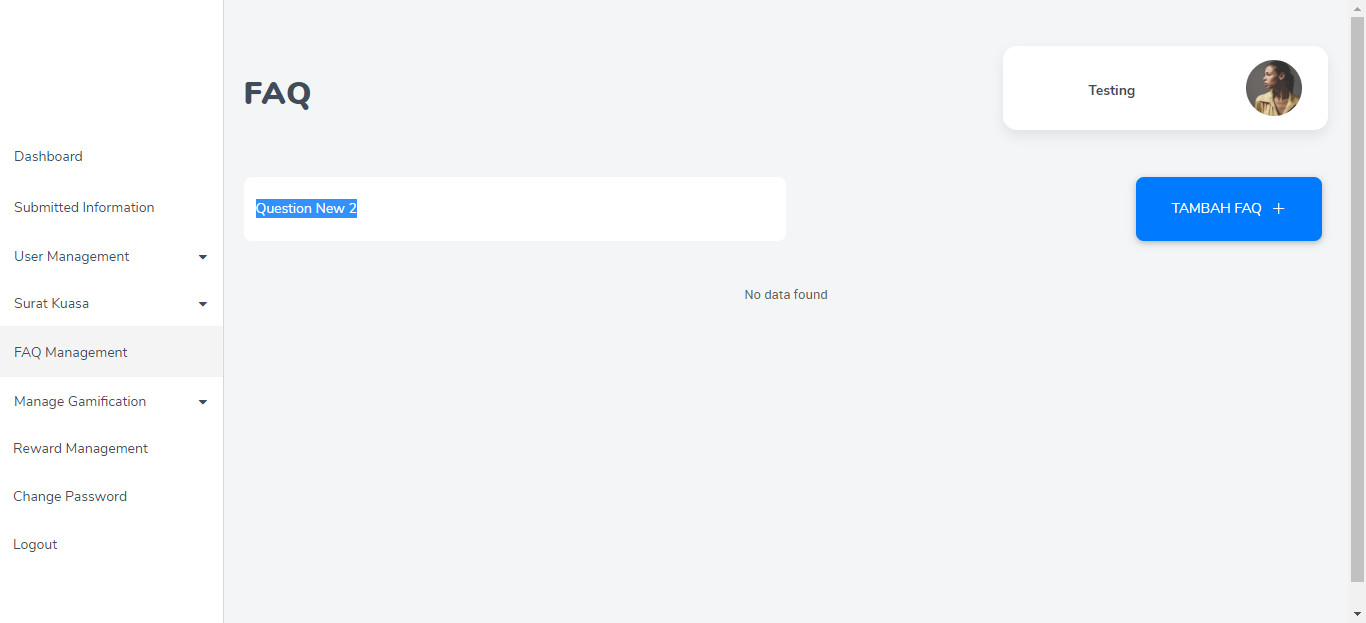 FAQ
Testing
Dashboard
Submitted Information
User Management
Surat Kuasa
FAQ Management
Manage Gamification
Reward Management
Change Password
Logout
Question New 2
TAMBAH FAQ +
No data found